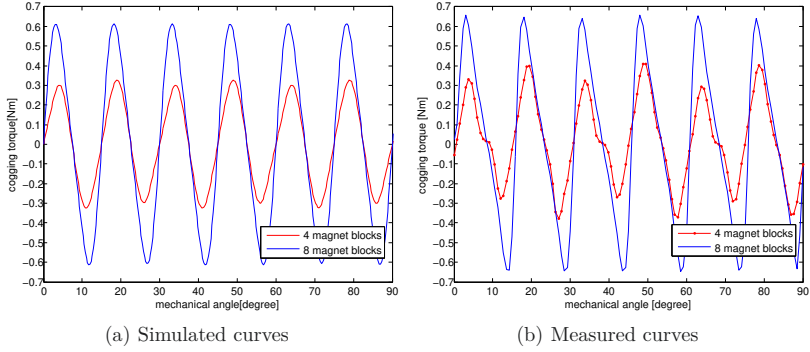 0.7
0.6
0.5
0.4
0.3
0.2
0.1
0
−0.1
−0.2
−0.3
−0.4
−0.5
−0.6
−0.7
cogging torque[Nm]
0 10 20 30 40 50 60 70 80 90
mechanical angle[degree]
4 magnet blocks
8 magnet blocks
(a) Simulated curves
0.7
0.6
0.5
0.4
0.3
0.2
0.1
0
−0.1
−0.2
−0.3
−0.4
−0.5
−0.6
−0.7
cogging torque [Nm]
0 10 20 30 40 50 60 70 80 90
mechanical angle [degree]
4 magnet blocks
8 magnet blocks
(b) Measured curves